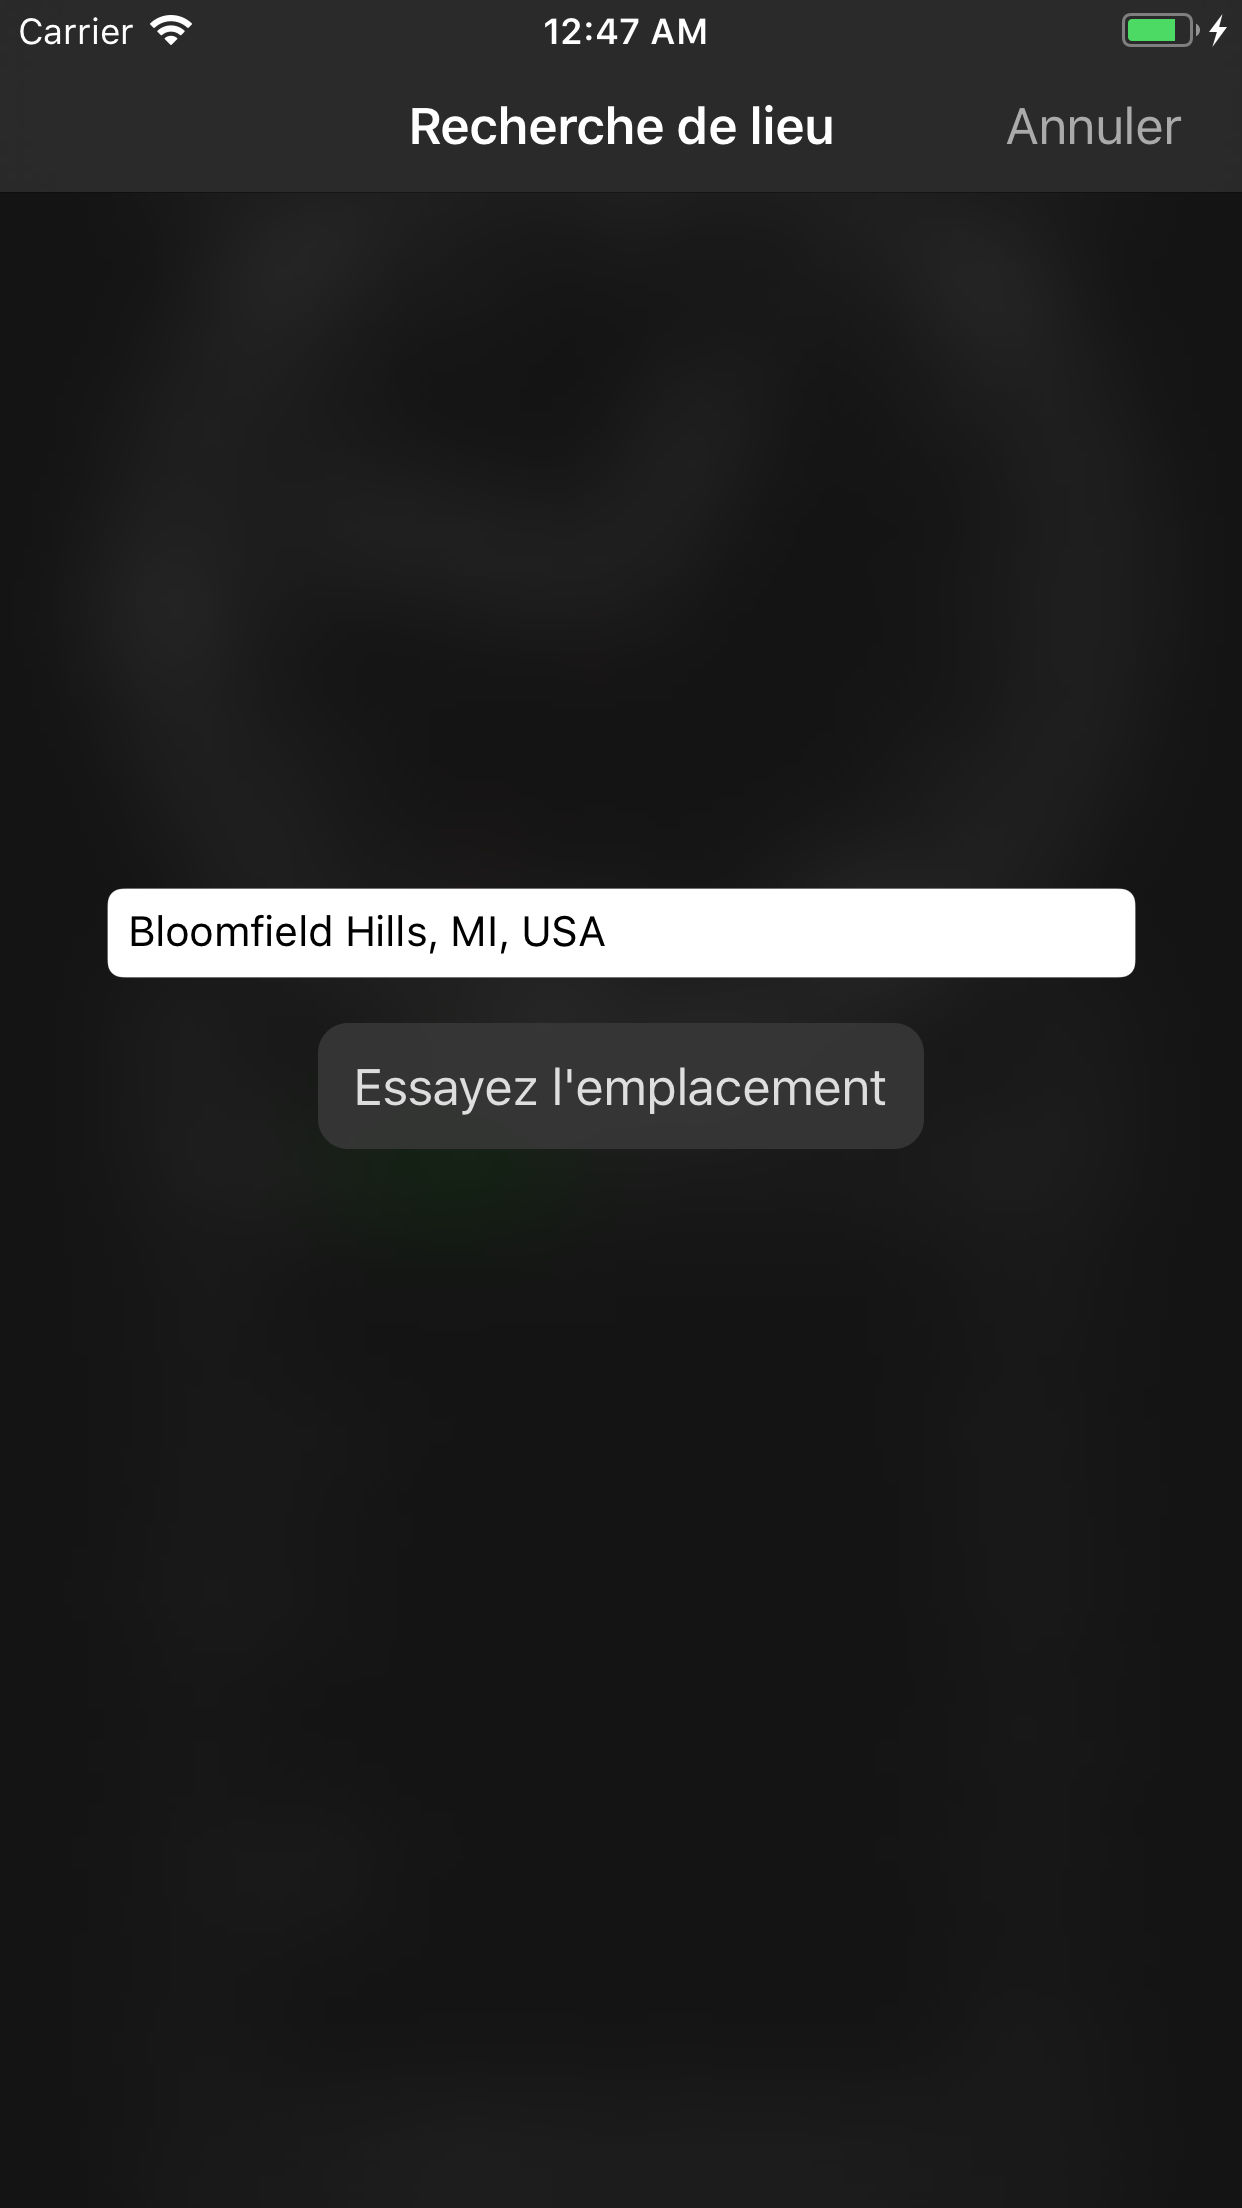 Carrier 12:47 AM
Recherche de lieu Annuler
Bloomfield Hills, MI, USA
Essayez l'emplacement